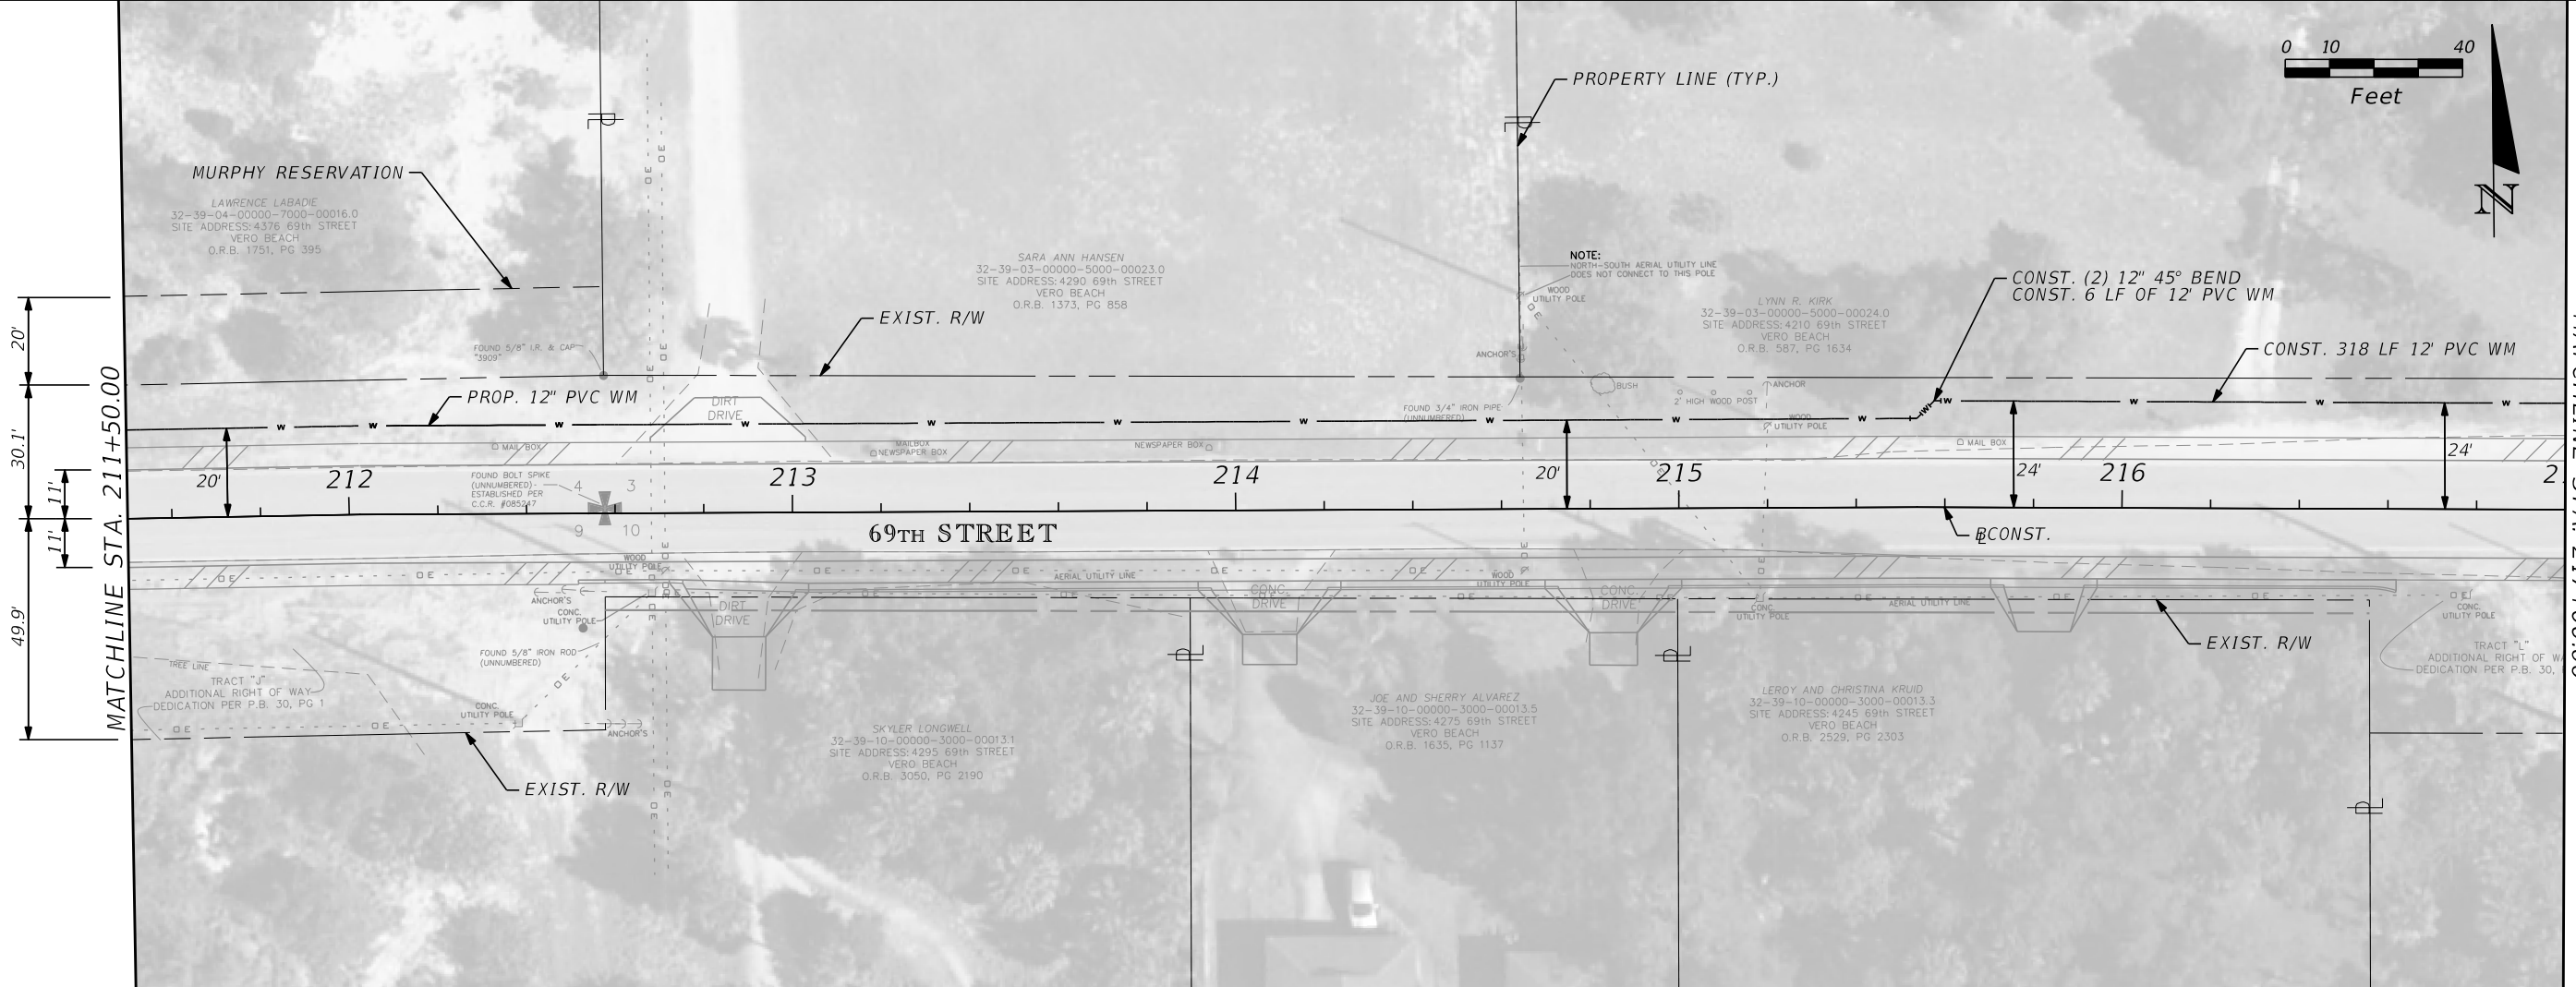 0 10 40
Feet
N
PROPERTY LINE (TYP.)
MURPHY RESERVATION
LAWRENCE LABADIE
32-39-04-00000-7000-00016.0
SITE ADDRESS: 4376 69th STREET
VERO BEACH
O.R.B. 1751, PG 395
SARA ANN HANSEN
32-39-03-00000-5000-00023.0
SITE ADDRESS: 4290 69th STREET
VERO BEACH
O.R.B. 1373, PG 858
NOTE:
NORTH-SOUTH AERIAL UTILITY LINE
DOES NOT CONNECT TO THIS POLE
WOOD
UTILITY POLE
CONST. (2) 12" 45° BEND
CONST. 6 LF OF 12' PVC WM
LYNN R. KIRK
32-39-03-00000-5000-00024.0
SITE ADDRESS: 4210 69th STREET
VERO BEACH
O.R.B. 587, PG 1634
EXIST. R/W
FOUND 5/8" I.R. & CAP
"3909"
ANCHOR'S
CONST. 318 LF 12' PVC WM
20'
30.1'
11'
11'
49.9'
MATCHLINE STA. 211+50.00
PROP. 12" PVC WM
DIRT
DRIVE
BUSH
ANCHOR
2' HIGH WOOD POST
FOUND 3/4" IRON PIPE
(UNNUMBERED)
WOOD
UTILITY POLE
MAIL BOX
MAILBOX
NEWSPAPER BOX
NEWSPAPER BOX
MAIL BOX
20'
212
FOUND BOLT SPIKE
(UNNUMBERED)-
ESTABLISHED PER
C.C.R. #085247
4 3
9 10
213
214
20'
215
24'
216
24'
69TH STREET
BCONST.
WOOD
UTILITY POLE
AERIAL UTILITY LINE
WOOD
UTILITY POLE
ANCHOR'S
CONC.
UTILITY POLE
DIRT
DRIVE
CONC.
DRIVE
CONC.
DRIVE
CONC.
UTILITY POLE
AERIAL UTILITY LINE
CONC.
UTILITY POLE
EXIST. R/W
FOUND 5/8" IRON ROD
(UNNUMBERED)
TREE LINE
TRACT "J"
ADDITIONAL RIGHT OF WAY
DEDICATION PER P.B. 30, PG 1
TRACT "L"
ADDITIONAL RIGHT OF
DEDICATION PER P.B. 30,
CONC.
UTILITY POLE
ANCHOR'S
SKYLER LONGWELL
32-39-10-00000-3000-00013.1
SITE ADDRESS: 4295 69th STREET
VERO BEACH
O.R.B. 3050, PG 2190
JOE AND SHERRY ALVAREZ
32-39-10-00000-3000-00013.5
SITE ADDRESS: 4275 69th STREET
VERO BEACH
O.R.B. 1635, PG 1137
LEROY AND CHRISTINA KRUID
32-39-10-00000-3000-00013.3
SITE ADDRESS: 4245 69th STREET
VERO BEACH
O.R.B. 2529, PG 2303
EXIST. R/W